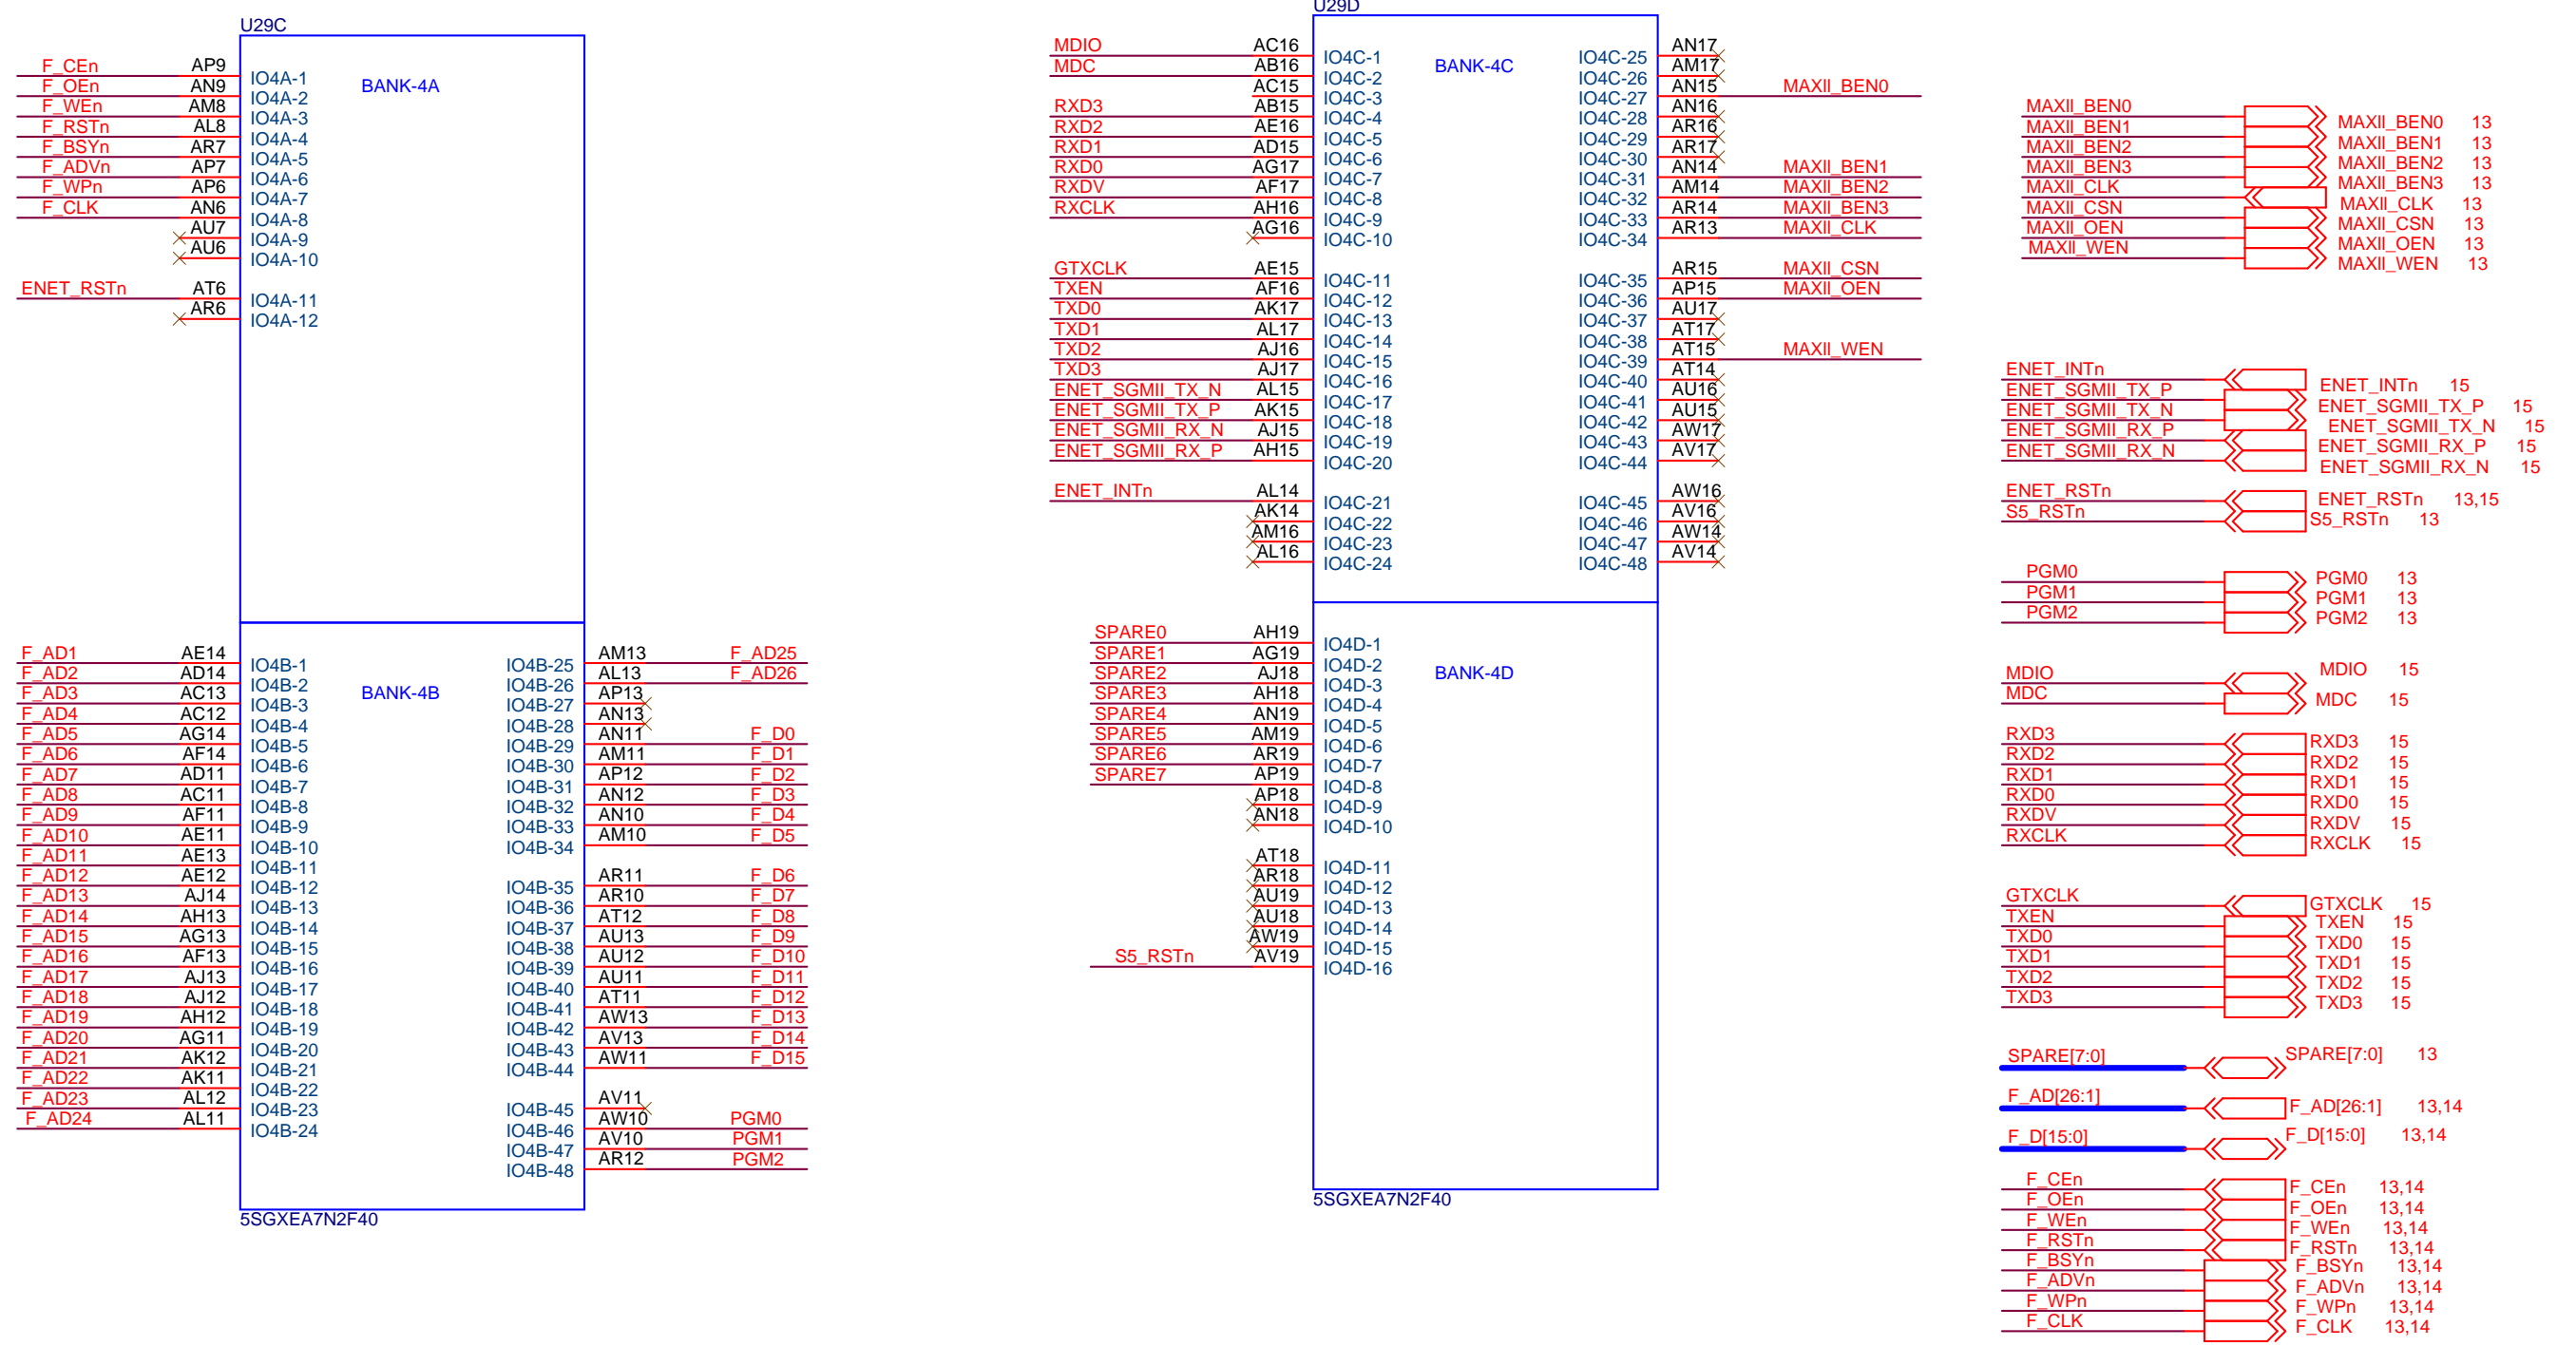 U29C
BANK-4A
F_CEn AP9 IO4A-1
F_OEn AN9 IO4A-2
F_WEn AM8 IO4A-3
F_RSTn AL8 IO4A-4
F_BSYn AR7 IO4A-5
F_ADVn AP7 IO4A-6
F_WPn AP6 IO4A-7
F_CLK AN6 IO4A-8
AU7 IO4A-9
AU6 IO4A-10
ENET_RSTn AT6 IO4A-11
AR6 IO4A-12
BANK-4B
F_AD1 AE14 IO4B-1 IO4B-25 AM13 F_AD25
F_AD2 AD14 IO4B-2 IO4B-26 AL13 F_AD26
F_AD3 AC13 IO4B-3 IO4B-27 AP13
F_AD4 AC12 IO4B-4 IO4B-28 AN13
F_AD5 AG14 IO4B-5 IO4B-29 AN11 F_D0
F_AD6 AF14 IO4B-6 IO4B-30 AM11 F_D1
F_AD7 AD11 IO4B-7 IO4B-31 AP12 F_D2
F_AD8 AC11 IO4B-8 IO4B-32 AN12 F_D3
F_AD9 AF11 IO4B-9 IO4B-33 AN10 F_D4
F_AD10 AE11 IO4B-10 IO4B-34 AM10 F_D5
F_AD11 AE13 IO4B-11
F_AD12 AE12 IO4B-12 IO4B-35 AR11 F_D6
F_AD13 AJ14 IO4B-13 IO4B-36 AR10 F_D7
F_AD14 AH13 IO4B-14 IO4B-37 AT12 F_D8
F_AD15 AG13 IO4B-15 IO4B-38 AU13 F_D9
F_AD16 AF13 IO4B-16 IO4B-39 AU12 F_D10
F_AD17 AJ13 IO4B-17 IO4B-40 AU11 F_D11
F_AD18 AJ12 IO4B-18 IO4B-41 AT11 F_D12
F_AD19 AH12 IO4B-19 IO4B-42 AW13 F_D13
F_AD20 AG11 IO4B-20 IO4B-43 AV13 F_D14
F_AD21 AK12 IO4B-21 IO4B-44 AW11 F_D15
F_AD22 AK11 IO4B-22
F_AD23 AL12 IO4B-23 IO4B-45 AV11
F_AD24 AL11 IO4B-24 IO4B-46 AW10 PGM0
IO4B-47 AV10 PGM1
IO4B-48 AR12 PGM2
5SGXEA7N2F40
U29D
BANK-4C
MDIO AC16 IO4C-1 IO4C-25 AN17
MDC AB16 IO4C-2 IO4C-26 AM17
AC15 IO4C-3 IO4C-27 AN15 MAXII_BEN0
RXD3 AB15 IO4C-4 IO4C-28 AN16
RXD2 AE16 IO4C-5 IO4C-29 AR16
RXD1 AD15 IO4C-6 IO4C-30 AR17
RXD0 AG17 IO4C-7 IO4C-31 AN14 MAXII_BEN1
RXDV AF17 IO4C-8 IO4C-32 AM14 MAXII_BEN2
RXCLK AH16 IO4C-9 IO4C-33 AR14 MAXII_BEN3
AG16 IO4C-10 IO4C-34 AR13 MAXII_CLK
GTXCLK AE15 IO4C-11 IO4C-35 AR15 MAXII_CSN
TXEN AF16 IO4C-12 IO4C-36 AP15 MAXII_OEN
TXD0 AK17 IO4C-13 IO4C-37 AU17
TXD1 AL17 IO4C-14 IO4C-38 AT17
TXD2 AJ16 IO4C-15 IO4C-39 AT15 MAXII_WEN
TXD3 AJ17 IO4C-16 IO4C-40 AT14
ENET_SGMII_TX_N AL15 IO4C-17 IO4C-41 AU16
ENET_SGMII_TX_P AK15 IO4C-18 IO4C-42 AU15
ENET_SGMII_RX_N AJ15 IO4C-19 IO4C-43 AW17
ENET_SGMII_RX_P AH15 IO4C-20 IO4C-44 AV17
ENET_INTn AL14 IO4C-21 IO4C-45 AW16
AK14 IO4C-22 IO4C-46 AV16
AM16 IO4C-23 IO4C-47 AW14
AL16 IO4C-24 IO4C-48 AV14
BANK-4D
SPARE0 AH19 IO4D-1
SPARE1 AG19 IO4D-2
SPARE2 AJ18 IO4D-3
SPARE3 AH18 IO4D-4
SPARE4 AN19 IO4D-5
SPARE5 AM19 IO4D-6
SPARE6 AR19 IO4D-7
SPARE7 AP19 IO4D-8
AP18 IO4D-9
AN18 IO4D-10
AT18 IO4D-11
AR18 IO4D-12
AU19 IO4D-13
AU18 IO4D-14
AW19 IO4D-15
S5_RSTn AV19 IO4D-16
5SGXEA7N2F40
MAXII_BEN0 MAXII_BEN0 13
MAXII_BEN1 MAXII_BEN1 13
MAXII_BEN2 MAXII_BEN2 13
MAXII_BEN3 MAXII_BEN3 13
MAXII_CLK MAXII_CLK 13
MAXII_CSN MAXII_CSN 13
MAXII_OEN MAXII_OEN 13
MAXII_WEN MAXII_WEN 13
ENET_INTn ENET_INTn 15
ENET_SGMII_TX_P ENET_SGMII_TX_P 15
ENET_SGMII_TX_N ENET_SGMII_TX_N 15
ENET_SGMII_RX_P ENET_SGMII_RX_P 15
ENET_SGMII_RX_N ENET_SGMII_RX_N 15
ENET_RSTn ENET_RSTn 13,15
S5_RSTn S5_RSTn 13
PGM0 PGM0 13
PGM1 PGM1 13
PGM2 PGM2 13
MDIO MDIO 15
MDC MDC 15
RXD3 RXD3 15
RXD2 RXD2 15
RXD1 RXD1 15
RXD0 RXD0 15
RXDV RXDV 15
RXCLK RXCLK 15
GTXCLK GTXCLK 15
TXEN TXEN 15
TXD0 TXD0 15
TXD1 TXD1 15
TXD2 TXD2 15
TXD3 TXD3 15
SPARE[7:0] SPARE[7:0] 13
F_AD[26:1] F_AD[26:1] 13,14
F_D[15:0] F_D[15:0] 13,14
F_CEn F_CEn 13,14
F_OEn F_OEn 13,14
F_WEn F_WEn 13,14
F_RSTn F_RSTn 13,14
F_BSYn F_BSYn 13,14
F_ADVn F_ADVn 13,14
F_WPn F_WPn 13,14
F_CLK F_CLK 13,14